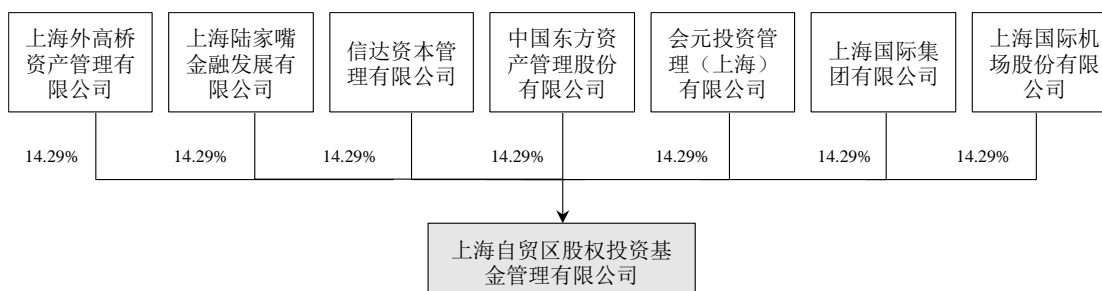 上海外高桥
资产管理有
限公司
上海陆家嘴
金融发展有
限公司
信达资本管
理有限公司
中国东方资
产管理股份
有限公司
会元投资管
理（上海）
有限公司
上海国际集
团有限公司
上海国际机
场股份有限
公司
14.29%
14.29%
14.29%
14.29%
14.29%
14.29%
14.29%
上海自贸区股权投资基
金管理有限公司